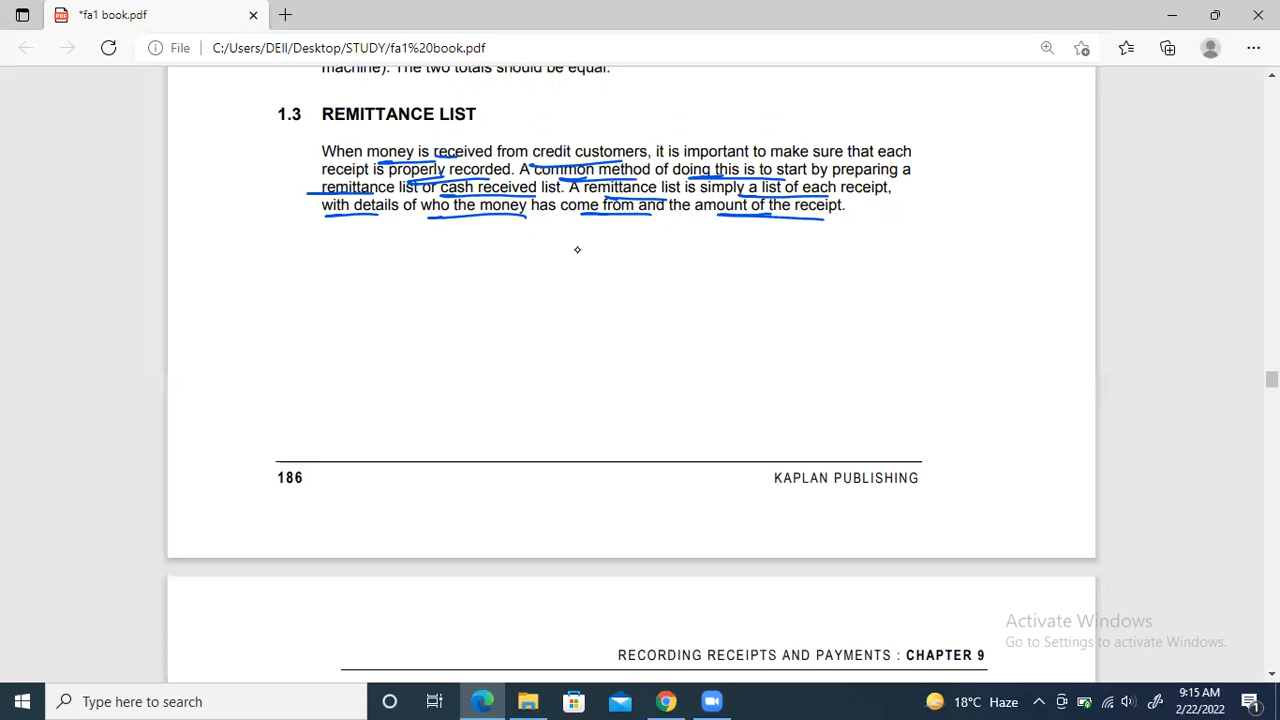 *fa1 book.pdf
File
C:/Users/DEll/Desktop/STUDY/fa1%20book.pdf
machine). The two totals should be equal.
1.3 REMITTANCE LIST
When money is received from credit customers, it is important to make sure that each
receipt is properly recorded. A common method of doing this is to start by preparing a
remittance list or cash received list. A remittance list is simply a list of each receipt,
with details of who the money has come from and the amount of the receipt.
186 KAPLAN PUBLISHING
Activate Windows
Go to Settings to activate Windows.
RECORDING RECEIPTS AND PAYMENTS : CHAPTER 9
Type here to search
18°C Haze
9:15 AM
2/22/2022
1